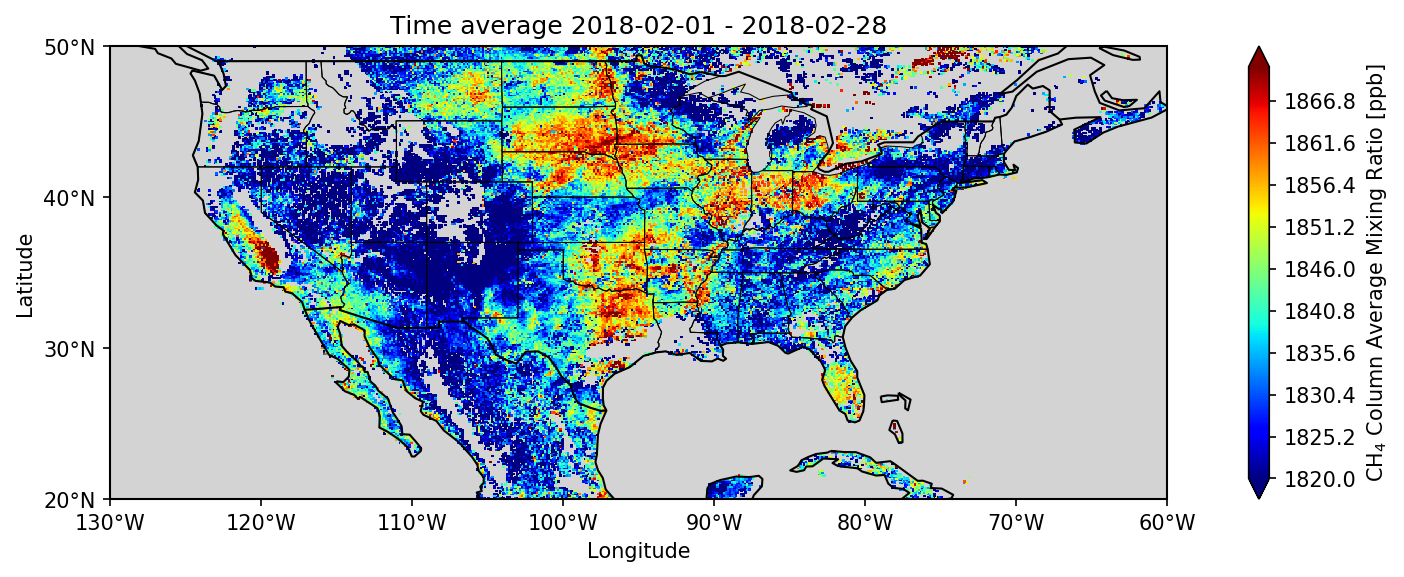 Time average 2018-02-01 - 2018-02-28
50°N
40°N
30°N
20°N
Latitude
130°W
120°W
110°W
100°W
90°W
80°W
70°W
60°W
Longitude
1866.8
1861.6
1856.4
1851.2
1846.0
1840.8
1835.6
1830.4
1825.2
1820.0
CH₄ Column Average Mixing Ratio [ppb]